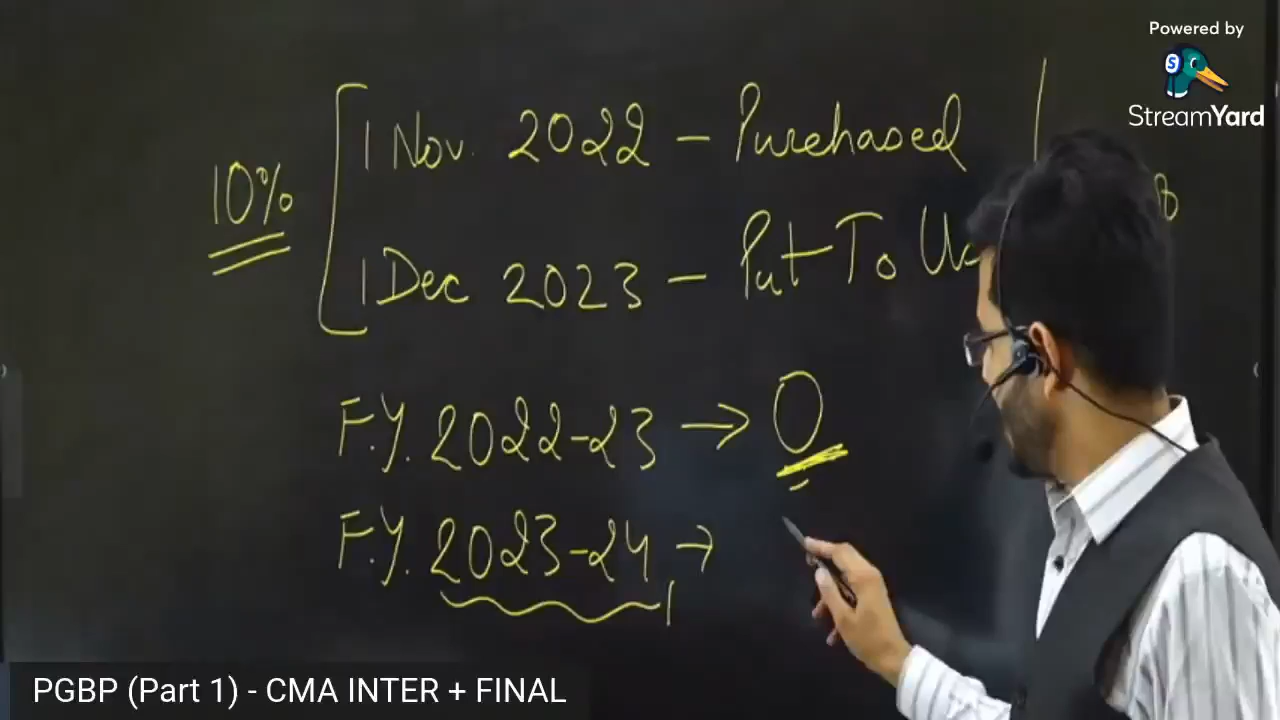 Powered by
StreamYard
1 Nov. 2022 - Purchased
10%
1 Dec 2023 - Put To
F.Y. 2022-23 → 0
F.Y. 2023-24 →
PGBP (Part 1) - CMA INTER + FINAL